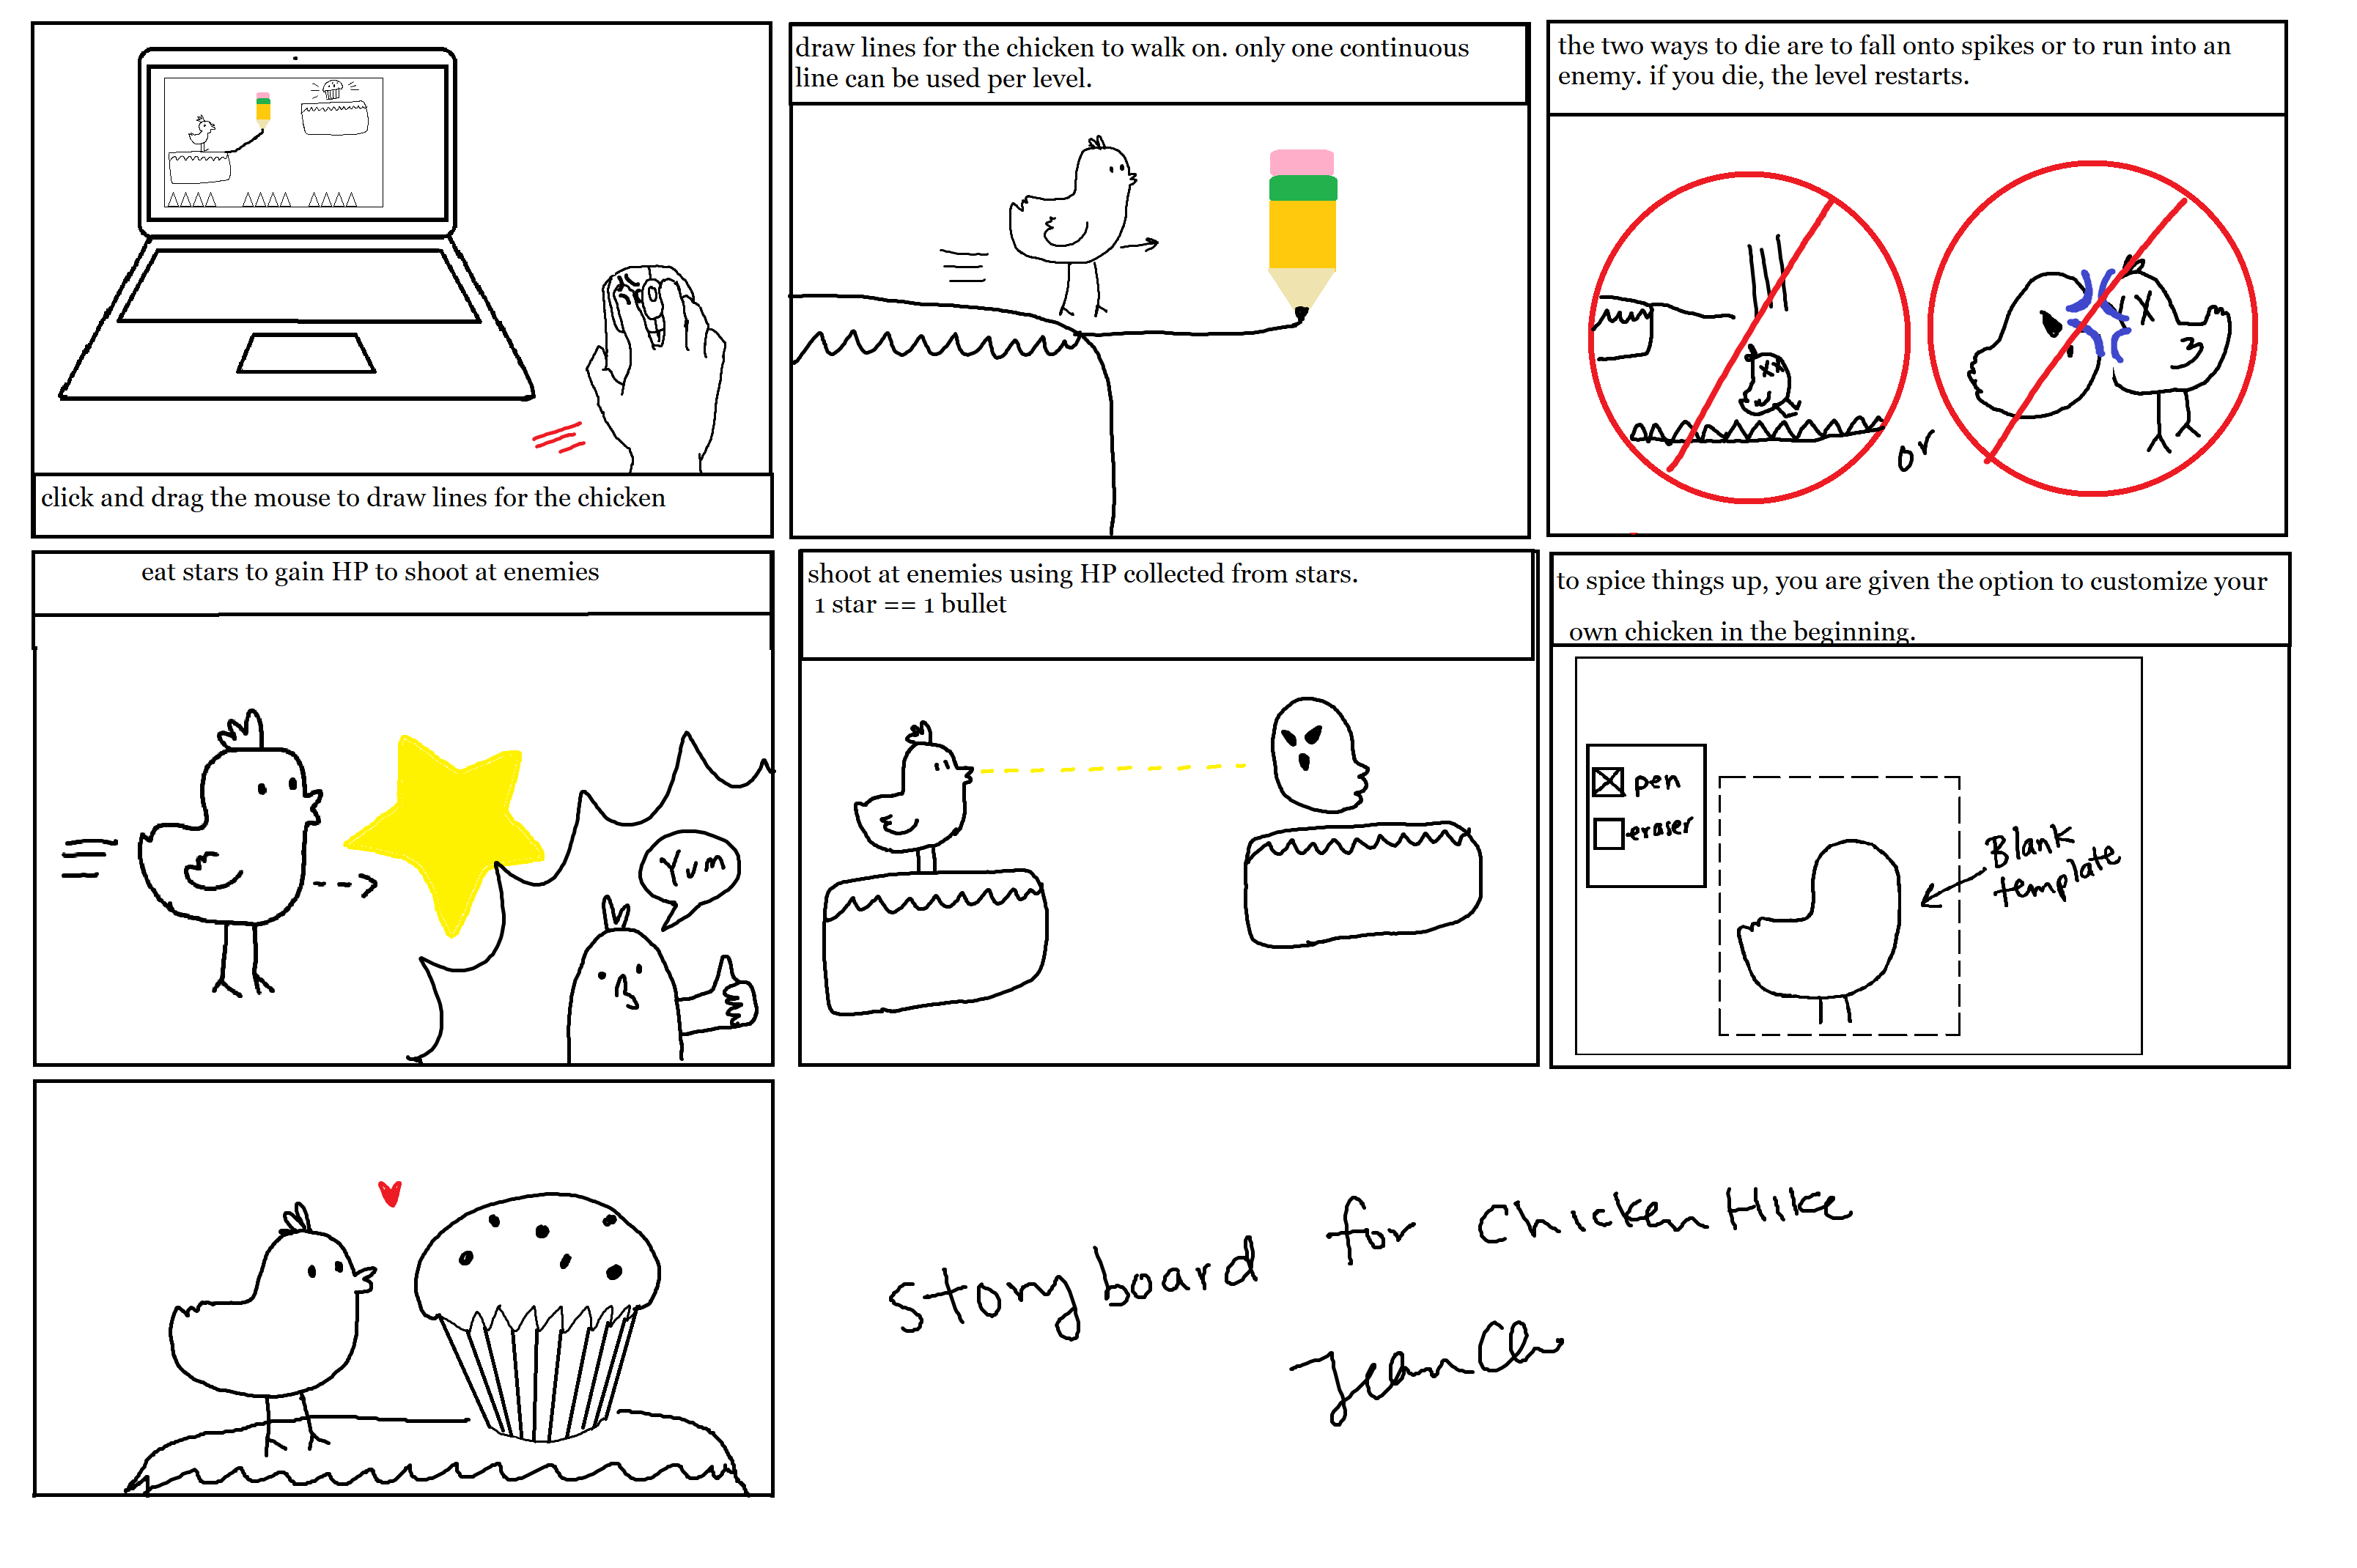 click and drag the mouse to draw lines for the chicken
draw lines for the chicken to walk on. only one continuous
line can be used per level.
the two ways to die are to fall onto spikes or to run into an
enemy. if you die, the level restarts.
or
eat stars to gain HP to shoot at enemies
Yum
shoot at enemies using HP collected from stars.
1 star == 1 bullet
to spice things up, you are given the option to customize your
own chicken in the beginning.
pen
eraser
Blank
template
Storyboard for Chicken Hike
Jean